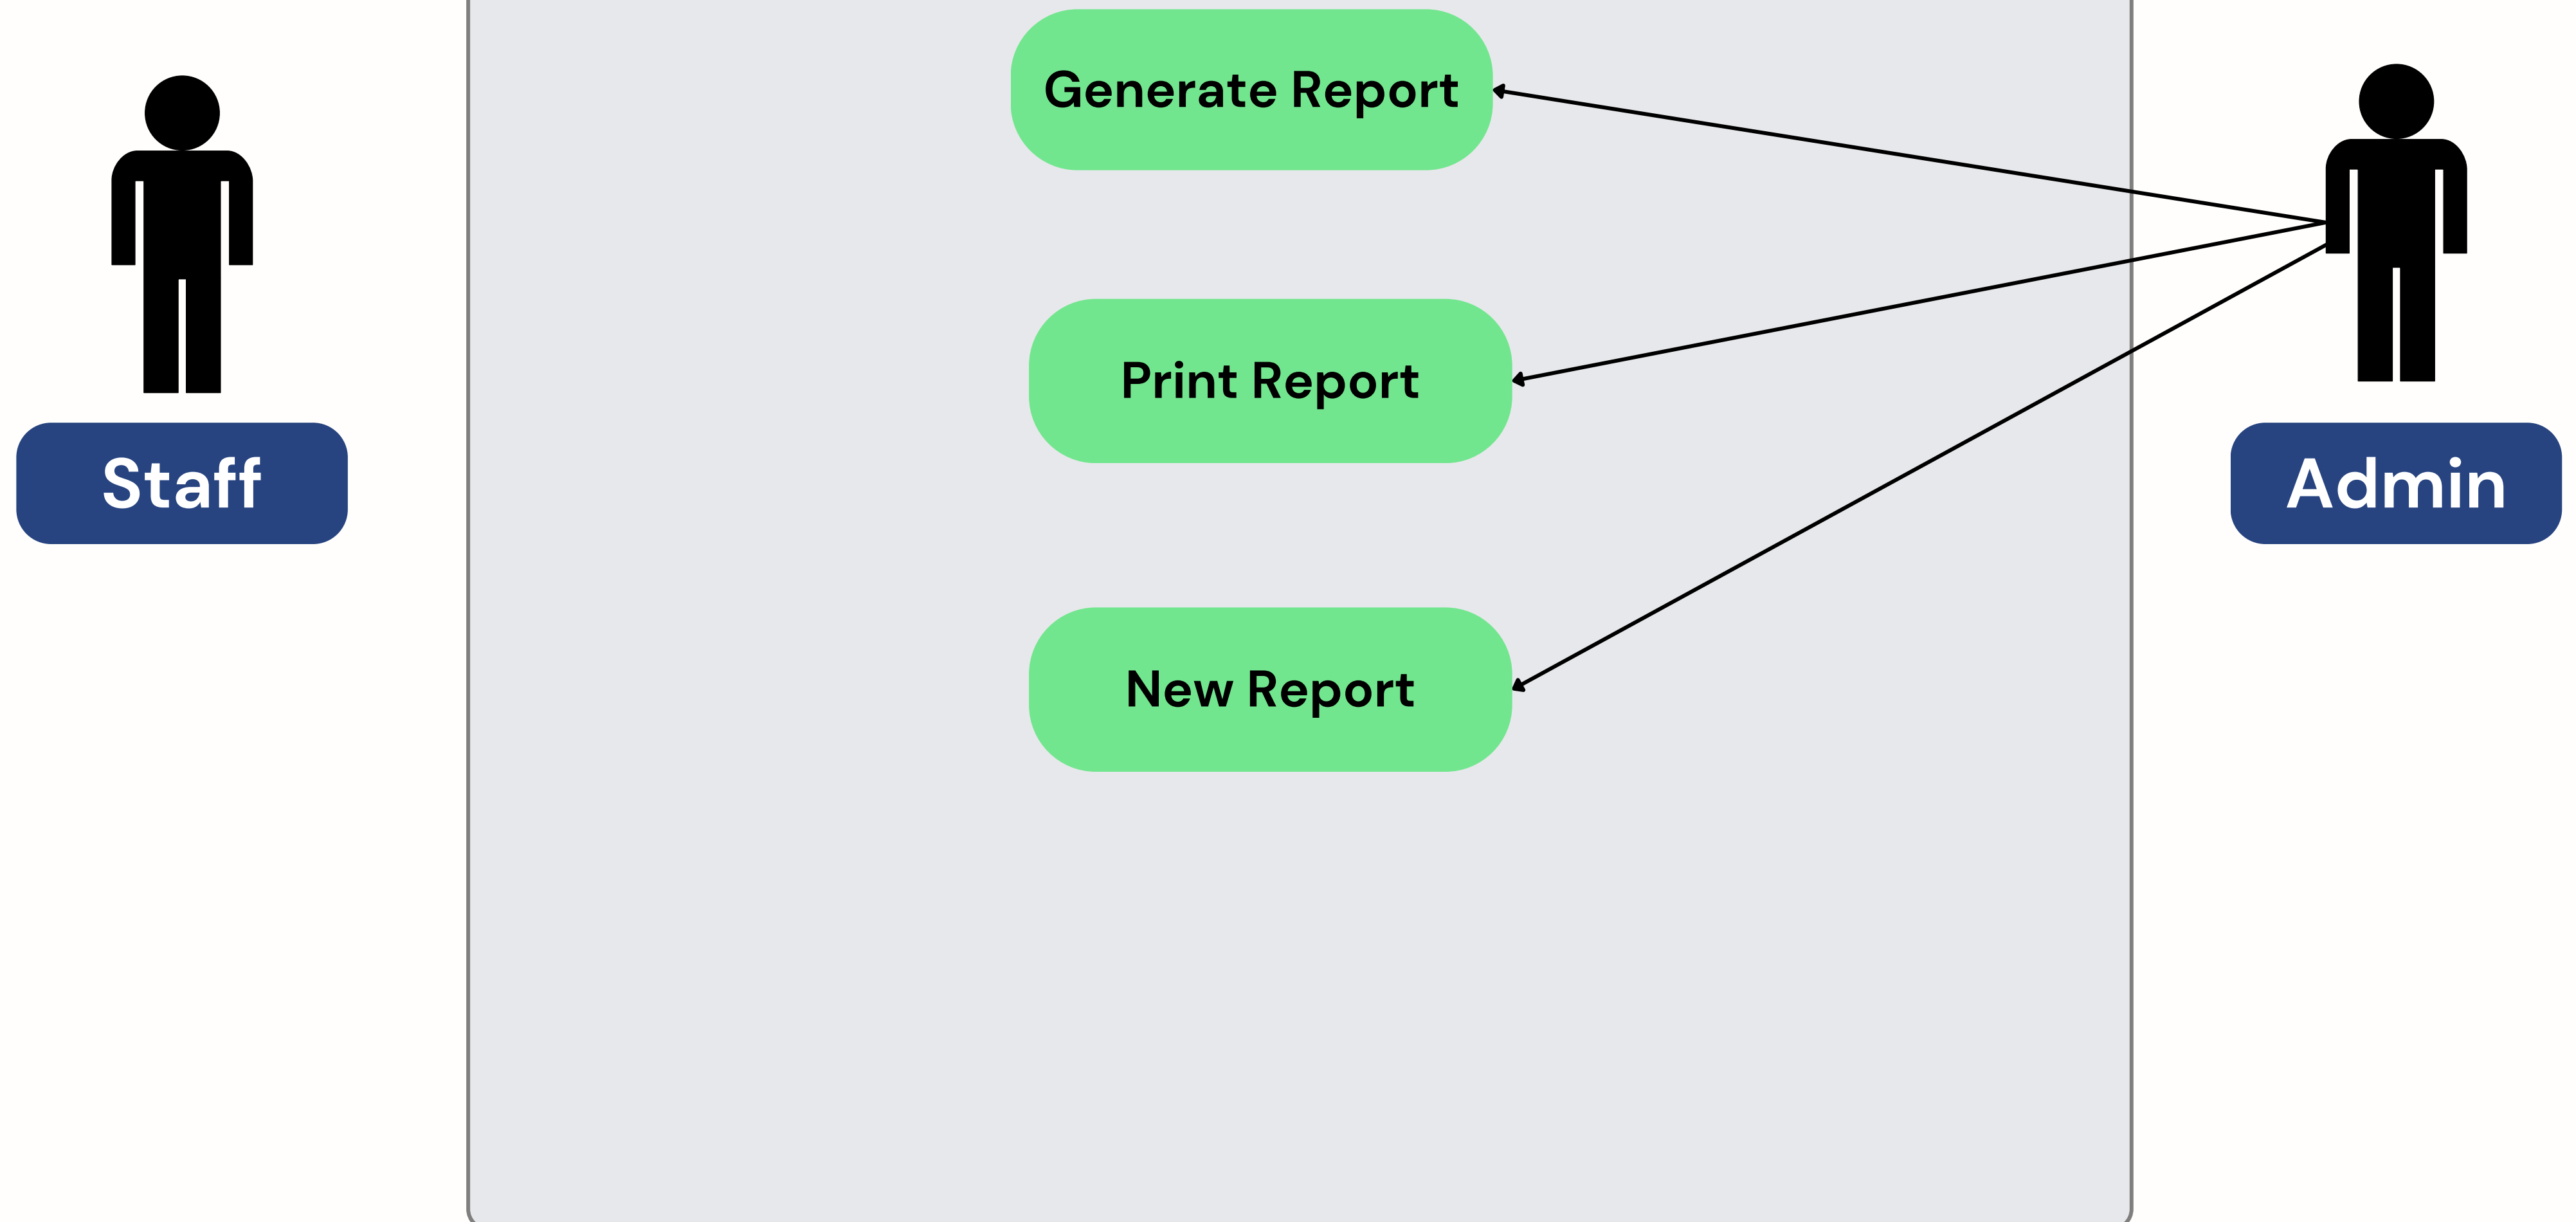 Generate Report
Print Report
Staff
Admin
New Report